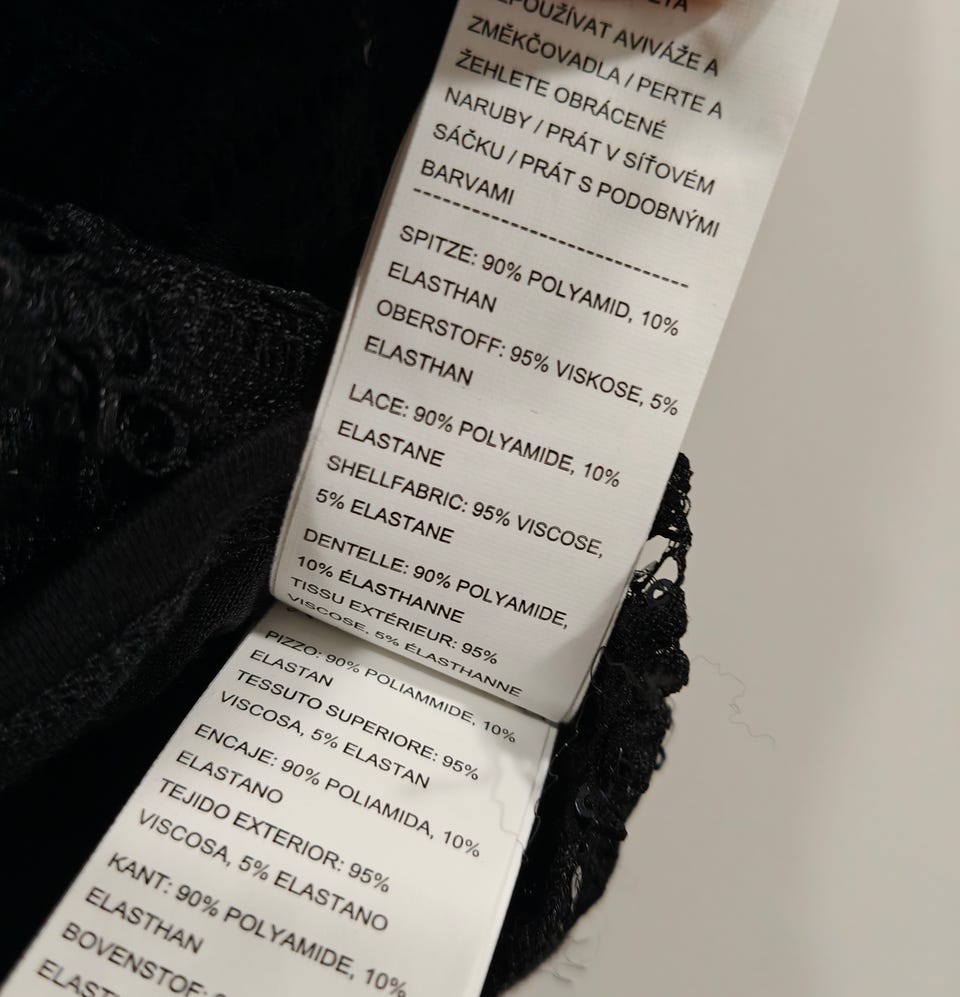 ZMĚKČOVADLA / PERTE A
ŽEHLETE OBRÁCENÉ
NARUBY / PRÁT V SÍŤOVÉM
SÁČKU / PRÁT S PODOBNÝMI
BARVAMI
--------------------------------
SPITZE: 90% POLYAMID, 10%
ELASTHAN
OBERSTOFF: 95% VISKOSE, 5%
ELASTHAN
LACE: 90% POLYAMIDE, 10%
ELASTANE
SHELLFABRIC: 95% VISCOSE,
5% ELASTANE
DENTELLE: 90% POLYAMIDE,
10% ÉLASTHANNE
TISSU EXTÉRIEUR: 95%
VISCOSE, 5% ÉLASTHANNE
PIZZO: 90% POLIAMMIDE, 10%
ELASTAN
TESSUTO SUPERIORE: 95%
VISCOSA, 5% ELASTAN
ENCAJE: 90% POLIAMIDA, 10%
ELASTANO
TEJIDO EXTERIOR: 95%
VISCOSA, 5% ELASTANO
KANT: 90% POLYAMIDE, 10%
ELASTHAN
BOVENSTOF: